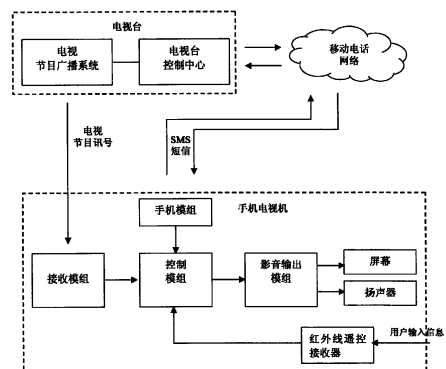 电视台
电视
节目广播系统
电视台
控制中心
移动电话
网络
电视
节目讯号
SMS
短信
手机电视机
手机模组
接收模组
控制
模组
影音输出
模组
屏幕
扬声器
红外线遥控
接收器
用户输入信息